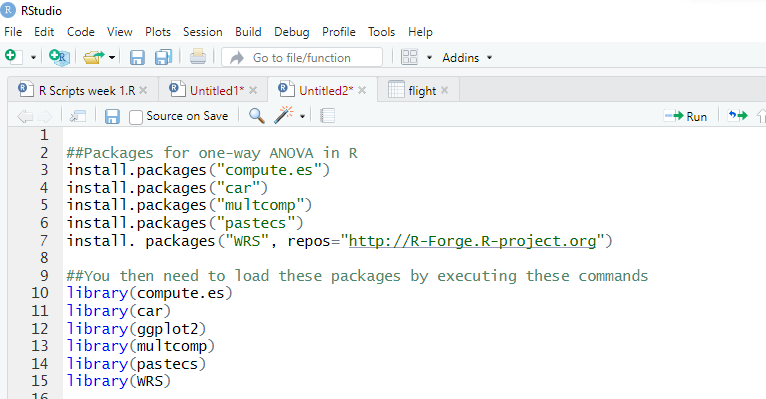 RStudio
File Edit Code View Plots Session Build Debug Profile Tools Help
Go to file/function Addins
R Scripts week 1.R Untitled1* Untitled2* flight
Source on Save Run
1
2 ##Packages for one-way ANOVA in R
3 install.packages("compute.es")
4 install.packages("car")
5 install.packages("multcomp")
6 install.packages("pastecs")
7 install. packages("WRS", repos="http://R-Forge.R-project.org")
8
9 ##You then need to load these packages by executing these commands
10 library(compute.es)
11 library(car)
12 library(ggplot2)
13 library(multcomp)
14 library(pastecs)
15 library(WRS)
16